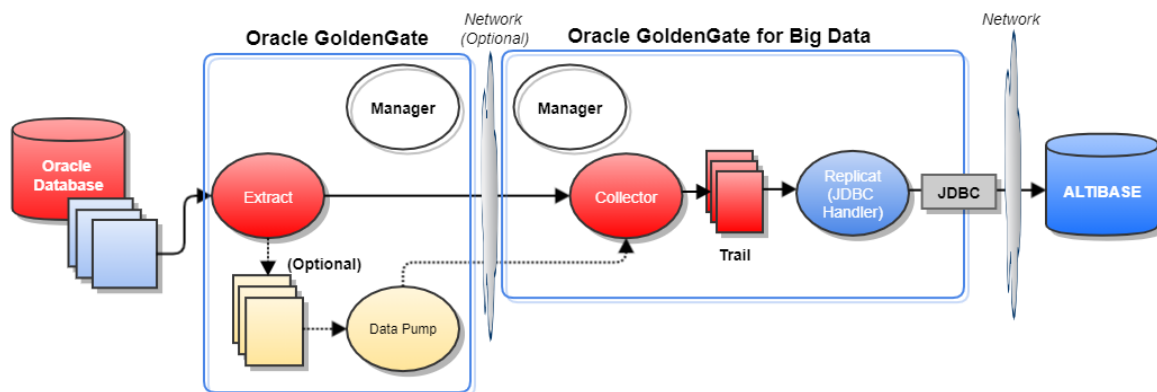 Network
(Optional)
Network
Oracle GoldenGate
Oracle GoldenGate for Big Data
Manager
Manager
Oracle
Database
Extract
Collector
Replicat
(JDBC
Handler)
JDBC
ALTIBASE
Trail
(Optional)
Data Pump